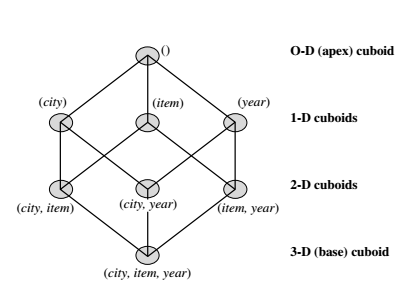 ()
O-D (apex) cuboid
(city)
(item)
(year)
1-D cuboids
2-D cuboids
(city, item)
(city, year)
(item, year)
3-D (base) cuboid
(city, item, year)